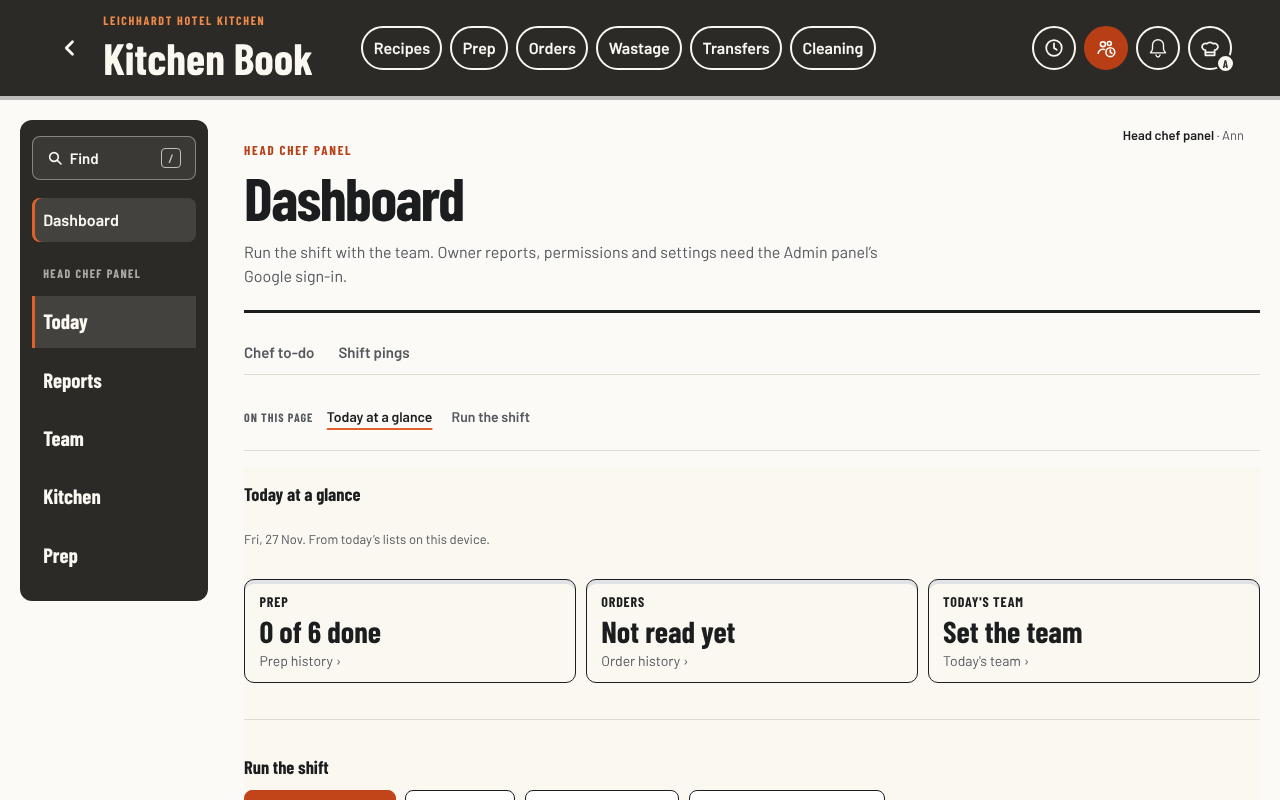 LEICHHARDT HOTEL KITCHEN
Kitchen Book
Recipes
Prep
Orders
Wastage
Transfers
Cleaning
A
Find
/
Dashboard
HEAD CHEF PANEL
Today
Reports
Team
Kitchen
Prep
Head chef panel · Ann
HEAD CHEF PANEL
Dashboard
Run the shift with the team. Owner reports, permissions and settings need the Admin panel's
Google sign-in.
Chef to-do
Shift pings
ON THIS PAGE
Today at a glance
Run the shift
Today at a glance
Fri, 27 Nov. From today's lists on this device.
PREP
0 of 6 done
Prep history ›
ORDERS
Not read yet
Order history ›
TODAY'S TEAM
Set the team
Today's team ›
Run the shift